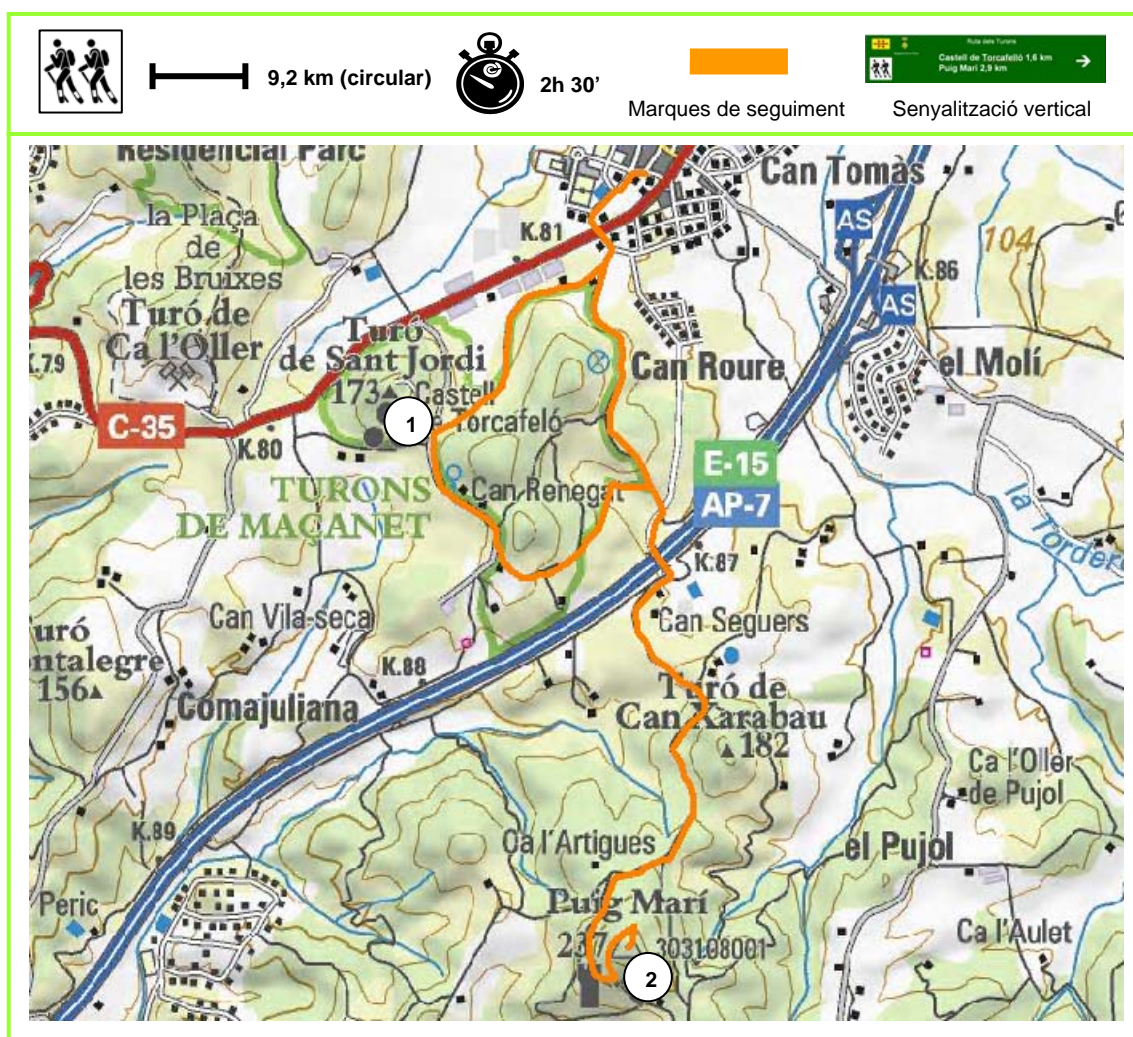 9,2 km (circular)
2h 30’
Marques de seguiment
Ruta dels Turons
Castell de Torcafelló 1,6 km
Puig Marí 2,9 km
Senyalització vertical
Residencial Parc
Can Tomàs
la Plaça
de
les Bruixes
K.81
AS
104
K.86
AS
Turó de
Ca l'Oller
Turó
de Sant Jordi
173
Castell
Torcafeló
1
K.79
Can Roure
el Molí
C-35
K.80
E-15
AP-7
TURONS
DE MAÇANET
Can Renegat
la Torder
K.87
Can Vila-seca
Can Seguers
uró
ntalegre
156
K.88
Comajuliana
Turó de
Can Xarabau
182
Ca l'Oller
de Pujol
K.89
Ca l'Artigues
el Pujol
Peric
Puig Marí
237
303108001
Ca l'Aulet
2